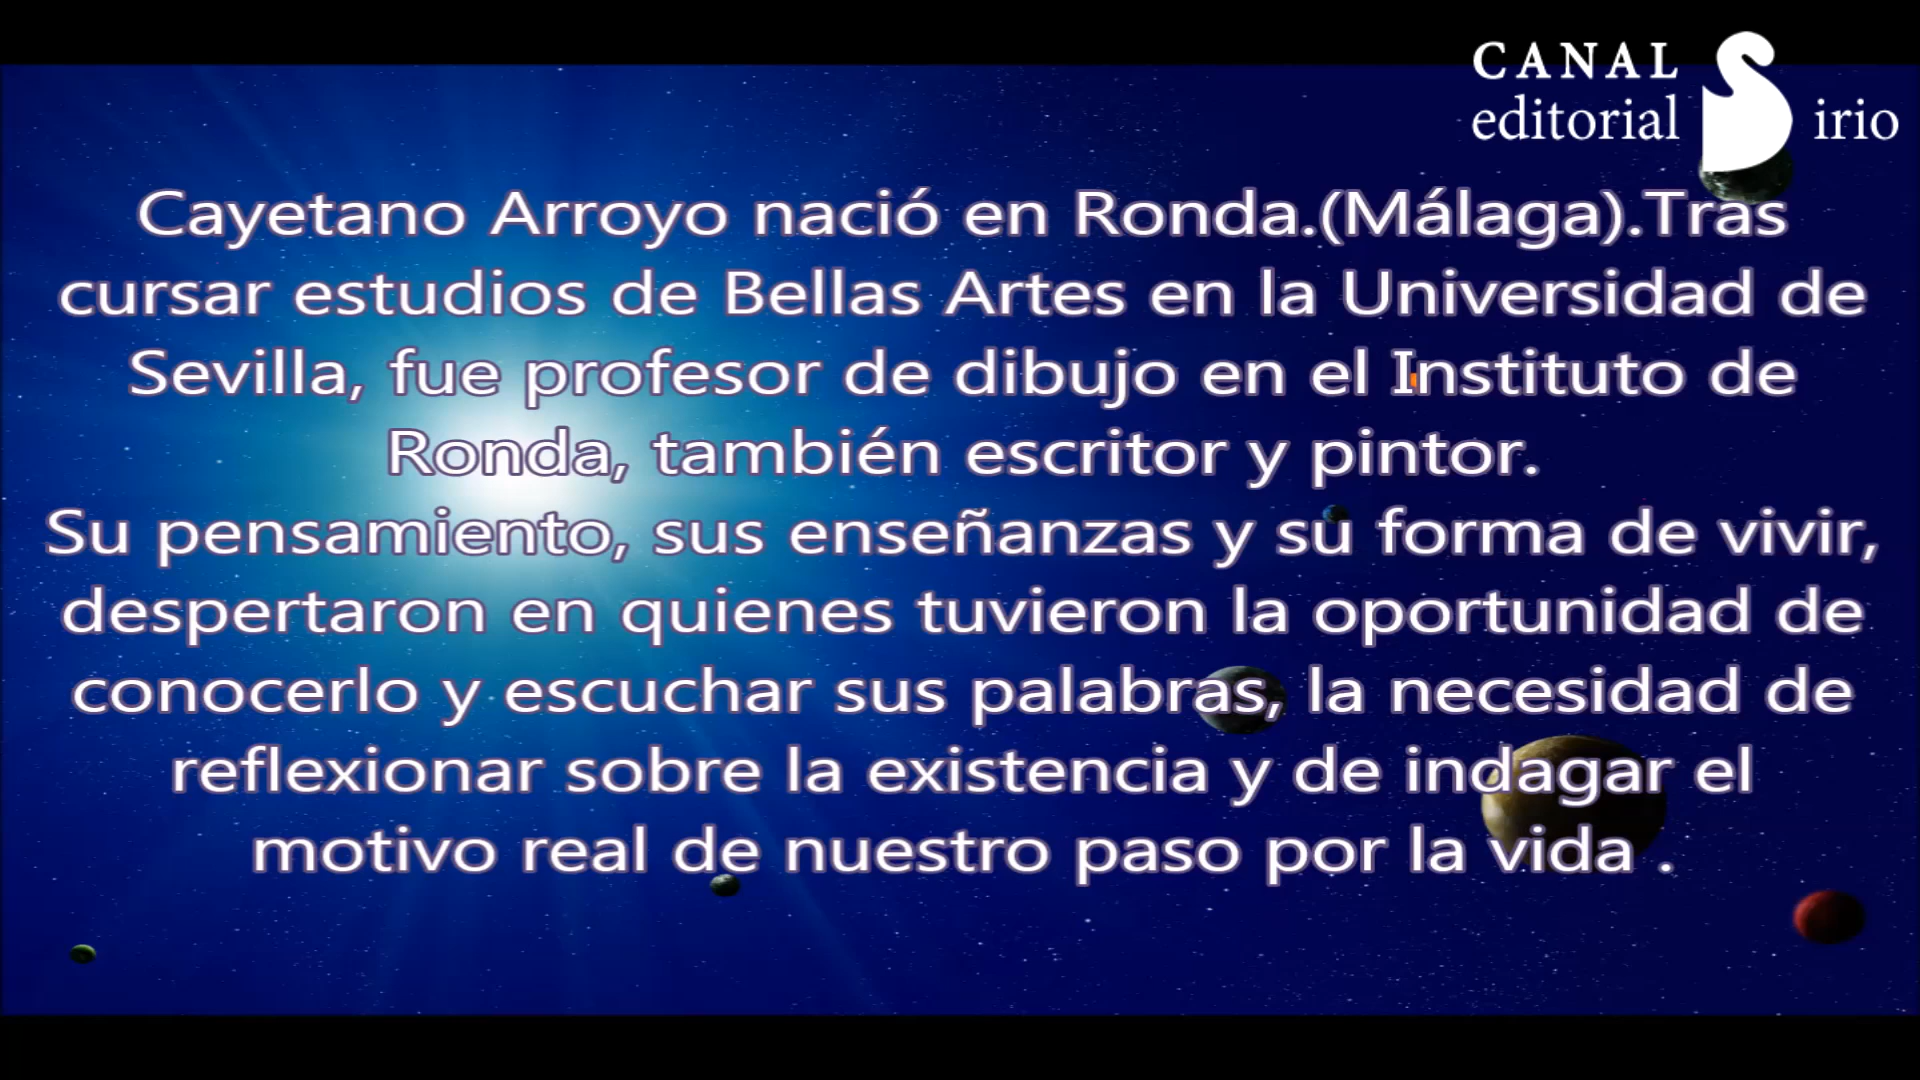 CANAL
editorial Sirio
Cayetano Arroyo nació en Ronda.(Málaga).Tras
cursar estudios de Bellas Artes en la Universidad de
Sevilla, fue profesor de dibujo en el Instituto de
Ronda, también escritor y pintor.
Su pensamiento, sus enseñanzas y su forma de vivir,
despertaron en quienes tuvieron la oportunidad de
conocerlo y escuchar sus palabras, la necesidad de
reflexionar sobre la existencia y de indagar el
motivo real de nuestro paso por la vida .